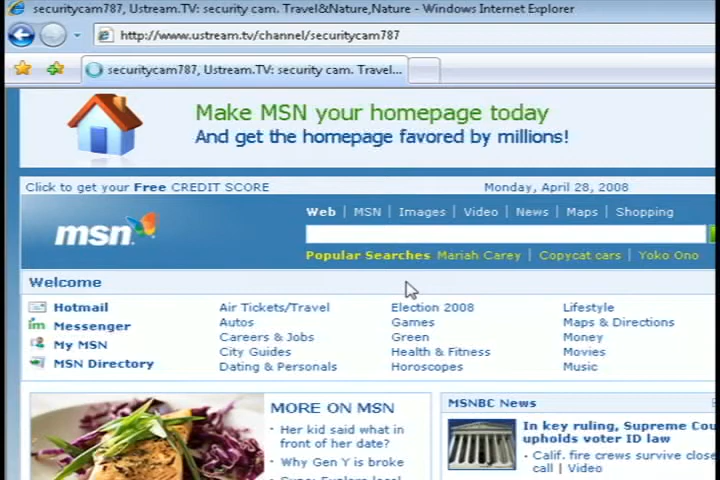 securitycam787, Ustream.TV: security cam. Travel&Nature,Nature - Windows Internet Explorer
http://www.ustream.tv/channel/securitycam787
securitycam787, Ustream.TV: security cam. Travel...
Make MSN your homepage today
And get the homepage favored by millions!
Click to get your Free CREDIT SCORE
Monday, April 28, 2008
msn
Web | MSN | Images | Video | News | Maps | Shopping
Popular Searches Mariah Carey | Copycat cars | Yoko Ono
Welcome
Hotmail
Messenger
My MSN
MSN Directory
Air Tickets/Travel
Autos
Careers & Jobs
City Guides
Dating & Personals
Election 2008
Games
Green
Health & Fitness
Horoscopes
Lifestyle
Maps & Directions
Money
Movies
Music
MORE ON MSN
Her kid said what in
front of her date?
Why Gen Y is broke
MSNBC News
In key ruling, Supreme Cou
upholds voter ID law
Calif. fire crews survive close
call | Video